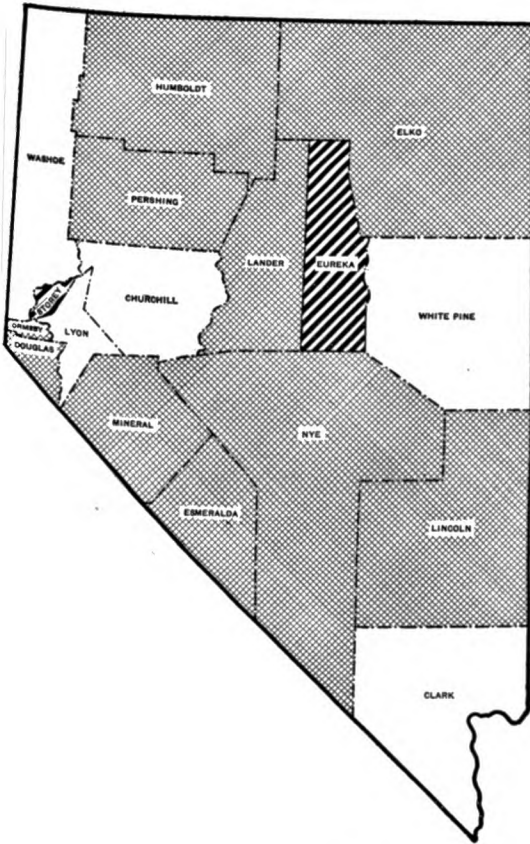 HUMBOLDT
ELKO
WASHOE
PERSHING
LANDER
EUREKA
STOREY
CHURCHILL
WHITE PINE
ORMSBY
LYON
DOUGLAS
MINERAL
NYE
ESMERALDA
LINCOLN
CLARK